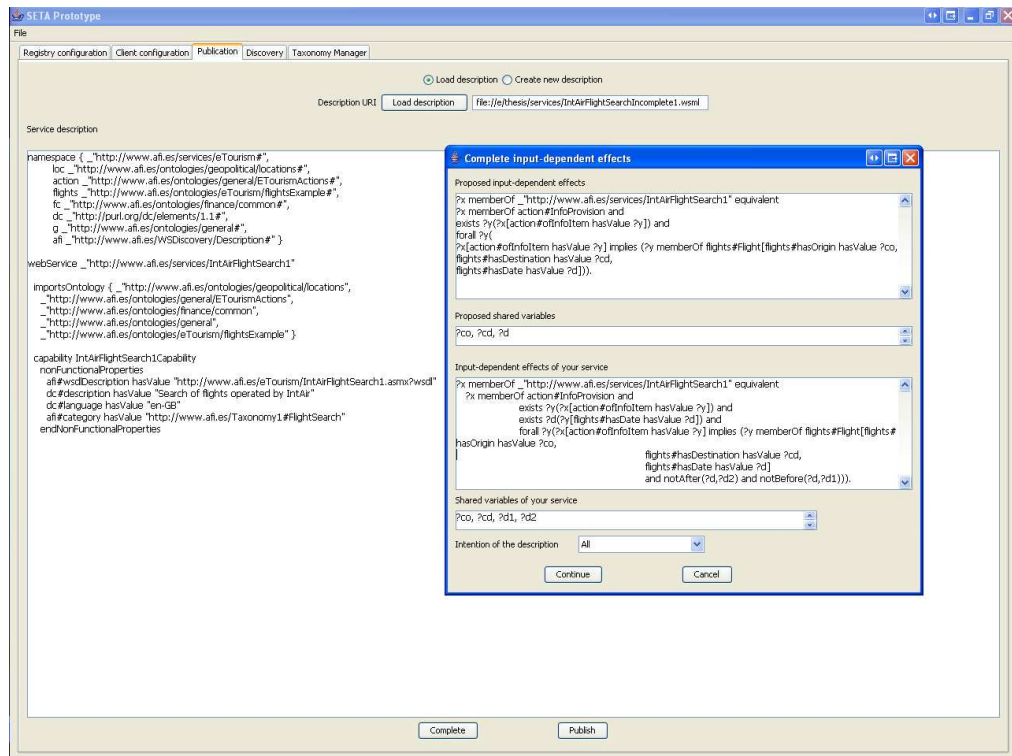 SETA Prototype
File
Registry configuration Client configuration Publication Discovery Taxonomy Manager
Load description Create new description
Description URI Load description file://e/thesis/services/IntAirFlightSearchIncomplete1.wsml
Service description
namespace { _"http://www.afi.es/services/eTourism#",
loc _"http://www.afi.es/ontologies/geopolitical/locations#",
action _"http://www.afi.es/ontologies/general/ETourismActions#",
flights _"http://www.afi.es/ontologies/eTourism/flightsExample#",
fc _"http://www.afi.es/ontologies/finance/common#",
dc _"http://purl.org/dc/elements/1.1#",
g _"http://www.afi.es/ontologies/general#",
afi _"http://www.afi.es/WSDiscovery/Description#" }
webService _"http://www.afi.es/services/IntAirFlightSearch1"
importsOntology { _"http://www.afi.es/ontologies/geopolitical/locations",
_"http://www.afi.es/ontologies/general/ETourismActions",
_"http://www.afi.es/ontologies/finance/common",
_"http://www.afi.es/ontologies/general",
_"http://www.afi.es/ontologies/eTourism/flightsExample" }
capability IntAirFlightSearch1Capability
nonFunctionalProperties
afi#wsdlDescription hasValue "http://www.afi.es/eTourism/IntAirFlightSearch1.asmx?wsdl"
dc#description hasValue "Search of flights operated by IntAir"
dc#language hasValue "en-GB"
afi#category hasValue "http://www.afi.es/Taxonomy1#FlightSearch"
endNonFunctionalProperties
Complete input-dependent effects
Proposed input-dependent effects
?x memberOf _"http://www.afi.es/services/IntAirFlightSearch1" equivalent
?x memberOf action#InfoProvision and
exists ?y(?x[action#ofInfoItem hasValue ?y]) and
forall ?y(
?x[action#ofInfoItem hasValue ?y] implies (?y memberOf flights#Flight[flights#hasOrigin hasValue ?co,
flights#hasDestination hasValue ?cd,
flights#hasDate hasValue ?d])).
Proposed shared variables
?co, ?cd, ?d
Input-dependent effects of your service
?x memberOf _"http://www.afi.es/services/IntAirFlightSearch1" equivalent
?x memberOf action#InfoProvision and
exists ?y(?x[action#ofInfoItem hasValue ?y]) and
exists ?d(?y[flights#hasDate hasValue ?d]) and
forall ?y(?x[action#ofInfoItem hasValue ?y] implies (?y memberOf flights#Flight[flights#
hasOrigin hasValue ?co,
flights#hasDestination hasValue ?cd,
flights#hasDate hasValue ?d]
and notAfter(?d,?d2) and notBefore(?d,?d1))).
Shared variables of your service
?co, ?cd, ?d1, ?d2
Intention of the description All
Continue Cancel
Complete Publish